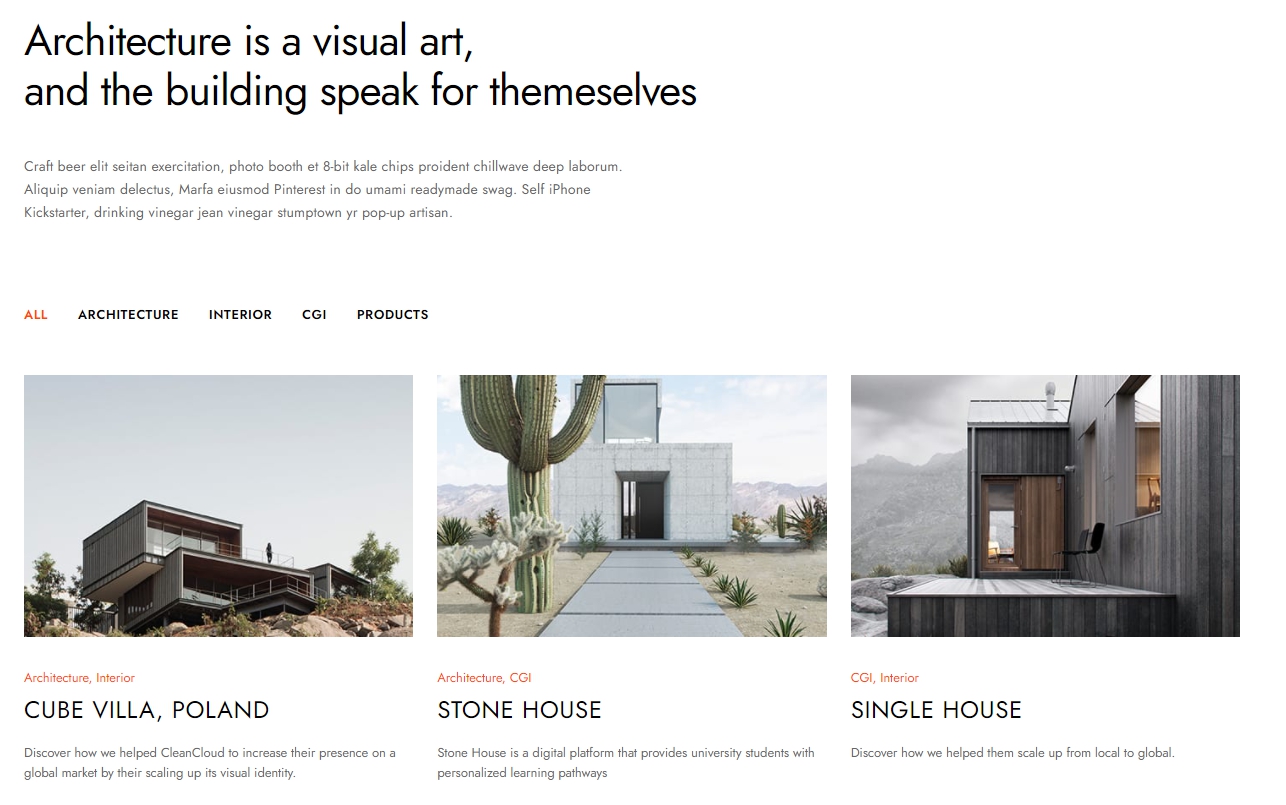 Architecture is a visual art,
and the building speak for themeselves
Craft beer elit seitan exercitation, photo booth et 8-bit kale chips proident chillwave deep laborum.
Aliquip veniam delectus, Marfa eiusmod Pinterest in do umami readymade swag. Self iPhone
Kickstarter, drinking vinegar jean vinegar stumptown yr pop-up artisan.
ALL ARCHITECTURE INTERIOR CGI PRODUCTS
Architecture, Interior
CUBE VILLA, POLAND
Discover how we helped CleanCloud to increase their presence on a
global market by their scaling up its visual identity.
Architecture, CGI
STONE HOUSE
Stone House is a digital platform that provides university students with
personalized learning pathways
CGI, Interior
SINGLE HOUSE
Discover how we helped them scale up from local to global.